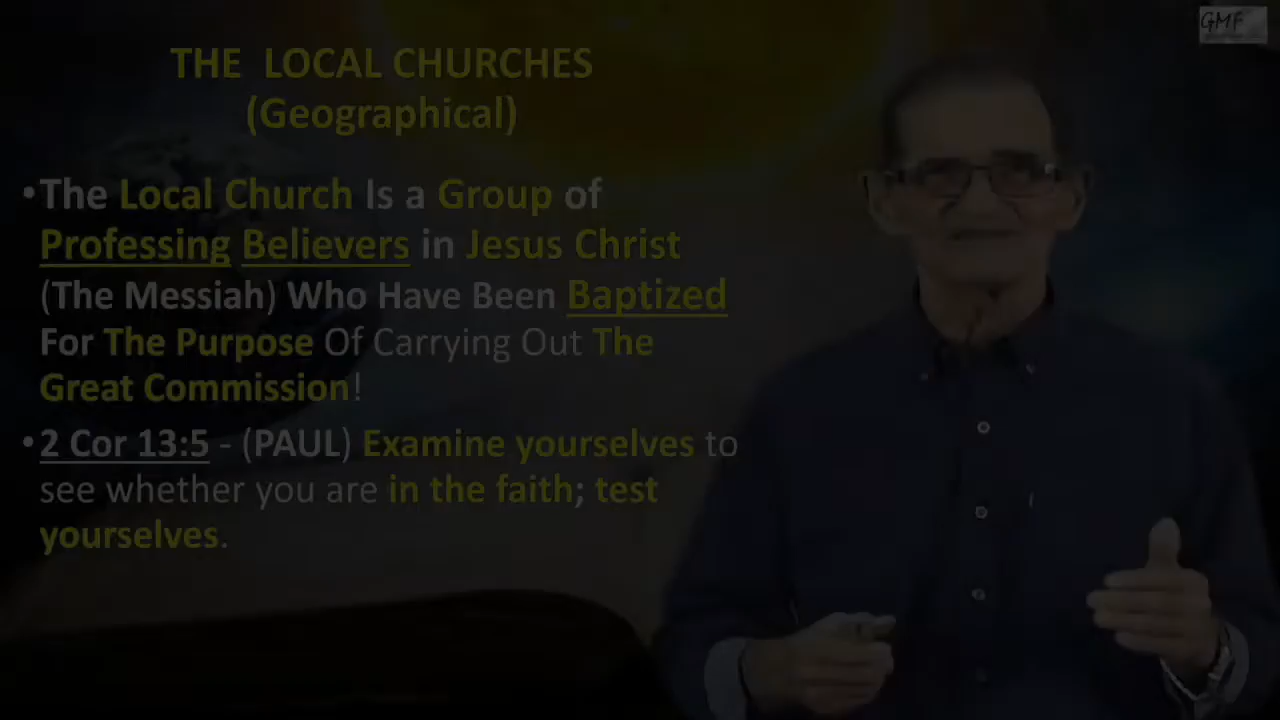 GMF
THE LOCAL CHURCHES
(Geographical)
•The Local Church Is a Group of
Professing Believers in Jesus Christ
(The Messiah) Who Have Been Baptized
For The Purpose Of Carrying Out The
Great Commission!
•2 Cor 13:5 - (PAUL) Examine yourselves to
see whether you are in the faith; test
yourselves.